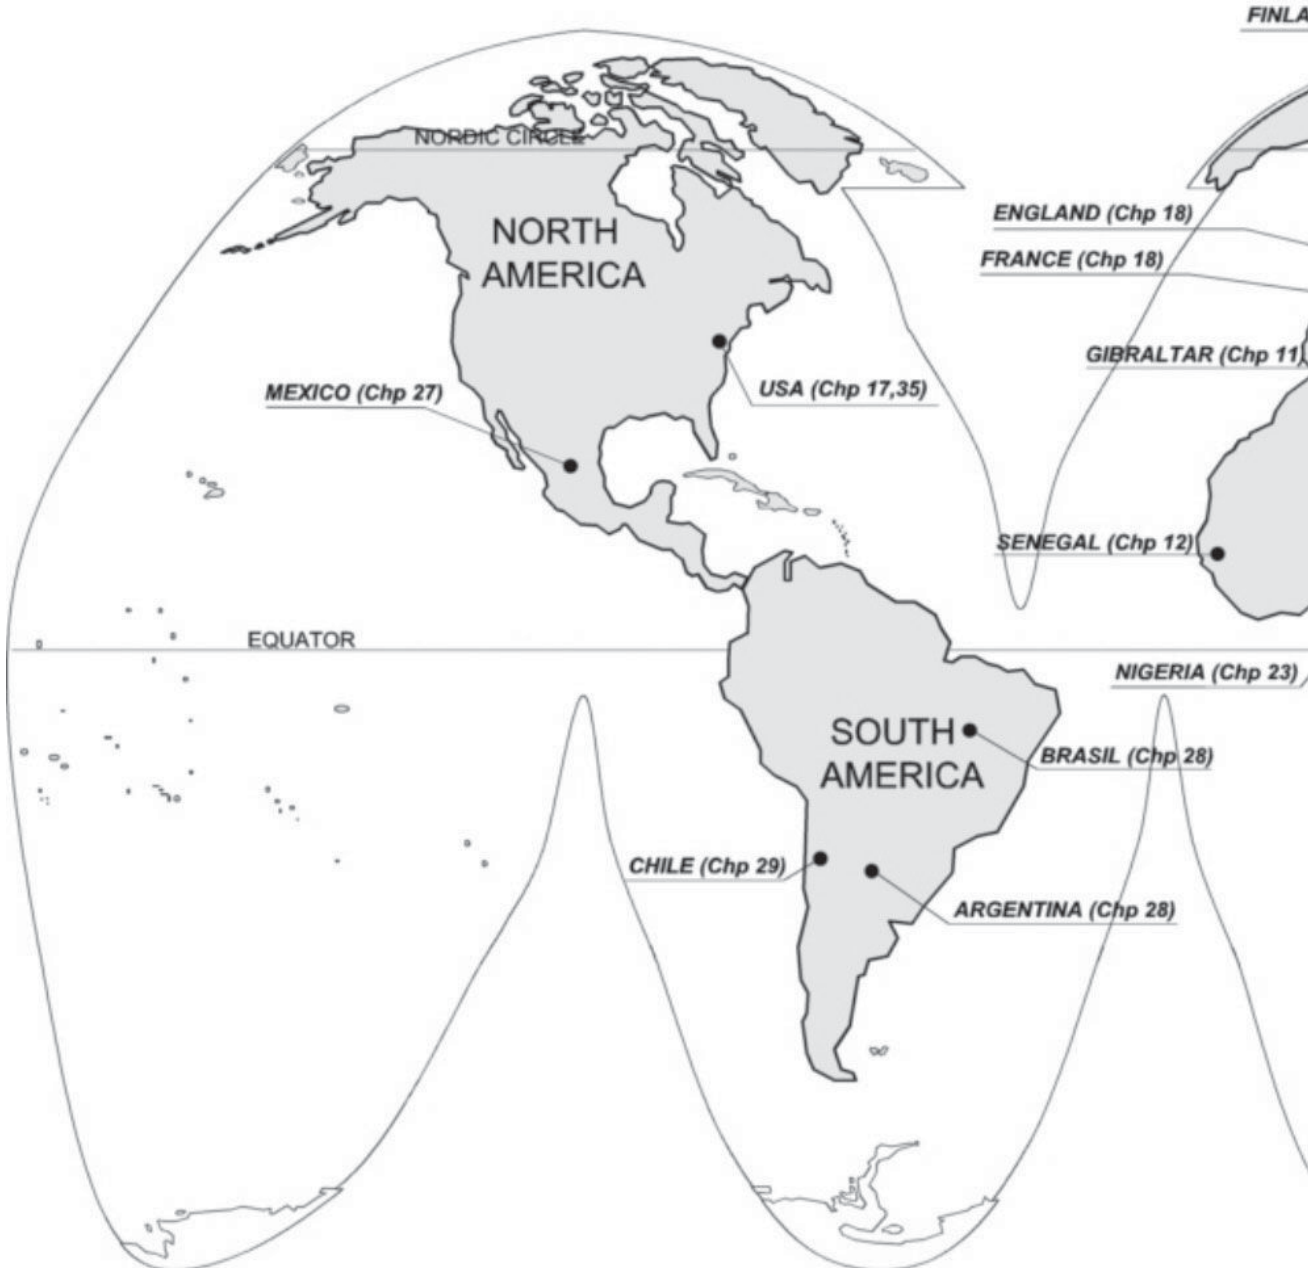 FINLA
NORDIC CIRCLE
ENGLAND (Chp 18)
NORTH
AMERICA
FRANCE (Chp 18)
GIBRALTAR (Chp 11)
MEXICO (Chp 27)
USA (Chp 17,35)
SENEGAL (Chp 12)
EQUATOR
NIGERIA (Chp 23)
SOUTH
AMERICA
BRASIL (Chp 28)
CHILE (Chp 29)
ARGENTINA (Chp 28)